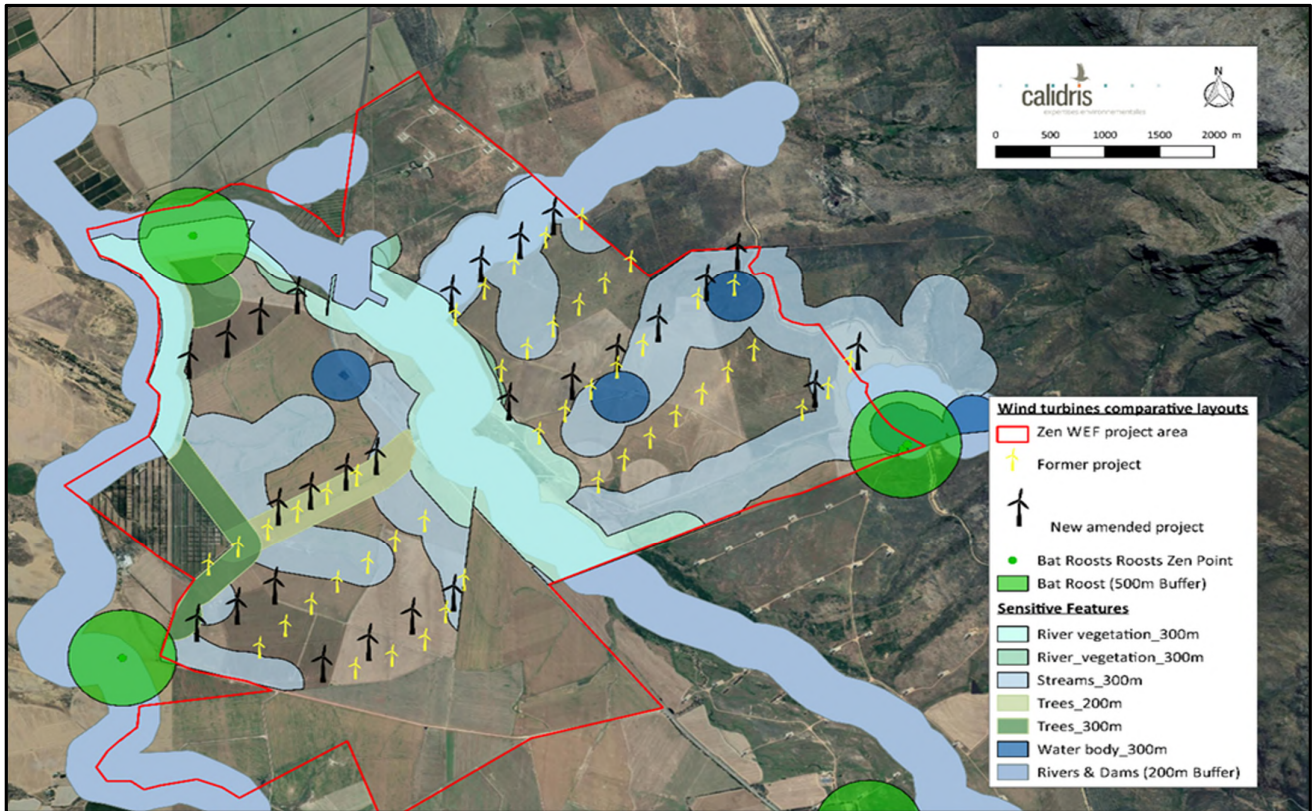 calidris
expertises environnementales
N
0 500 1000 1500 2000 m
Wind turbines comparative layouts
Zen WEF project area
Former project
New amended project
Bat Roosts Roosts Zen Point
Bat Roost (500m Buffer)
Sensitive Features
River vegetation_300m
River_vegetation_300m
Streams_300m
Trees_200m
Trees_300m
Water body_300m
Rivers & Dams (200m Buffer)